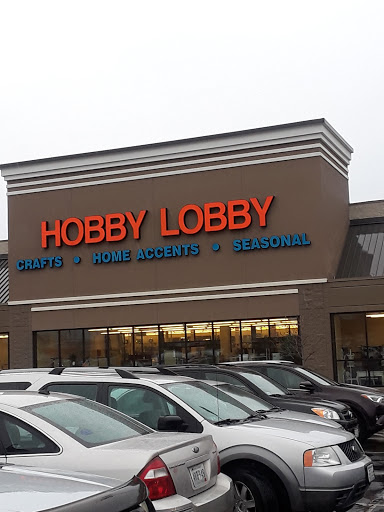 HOBBY LOBBY
CRAFTS • HOME ACCENTS • SEASONAL